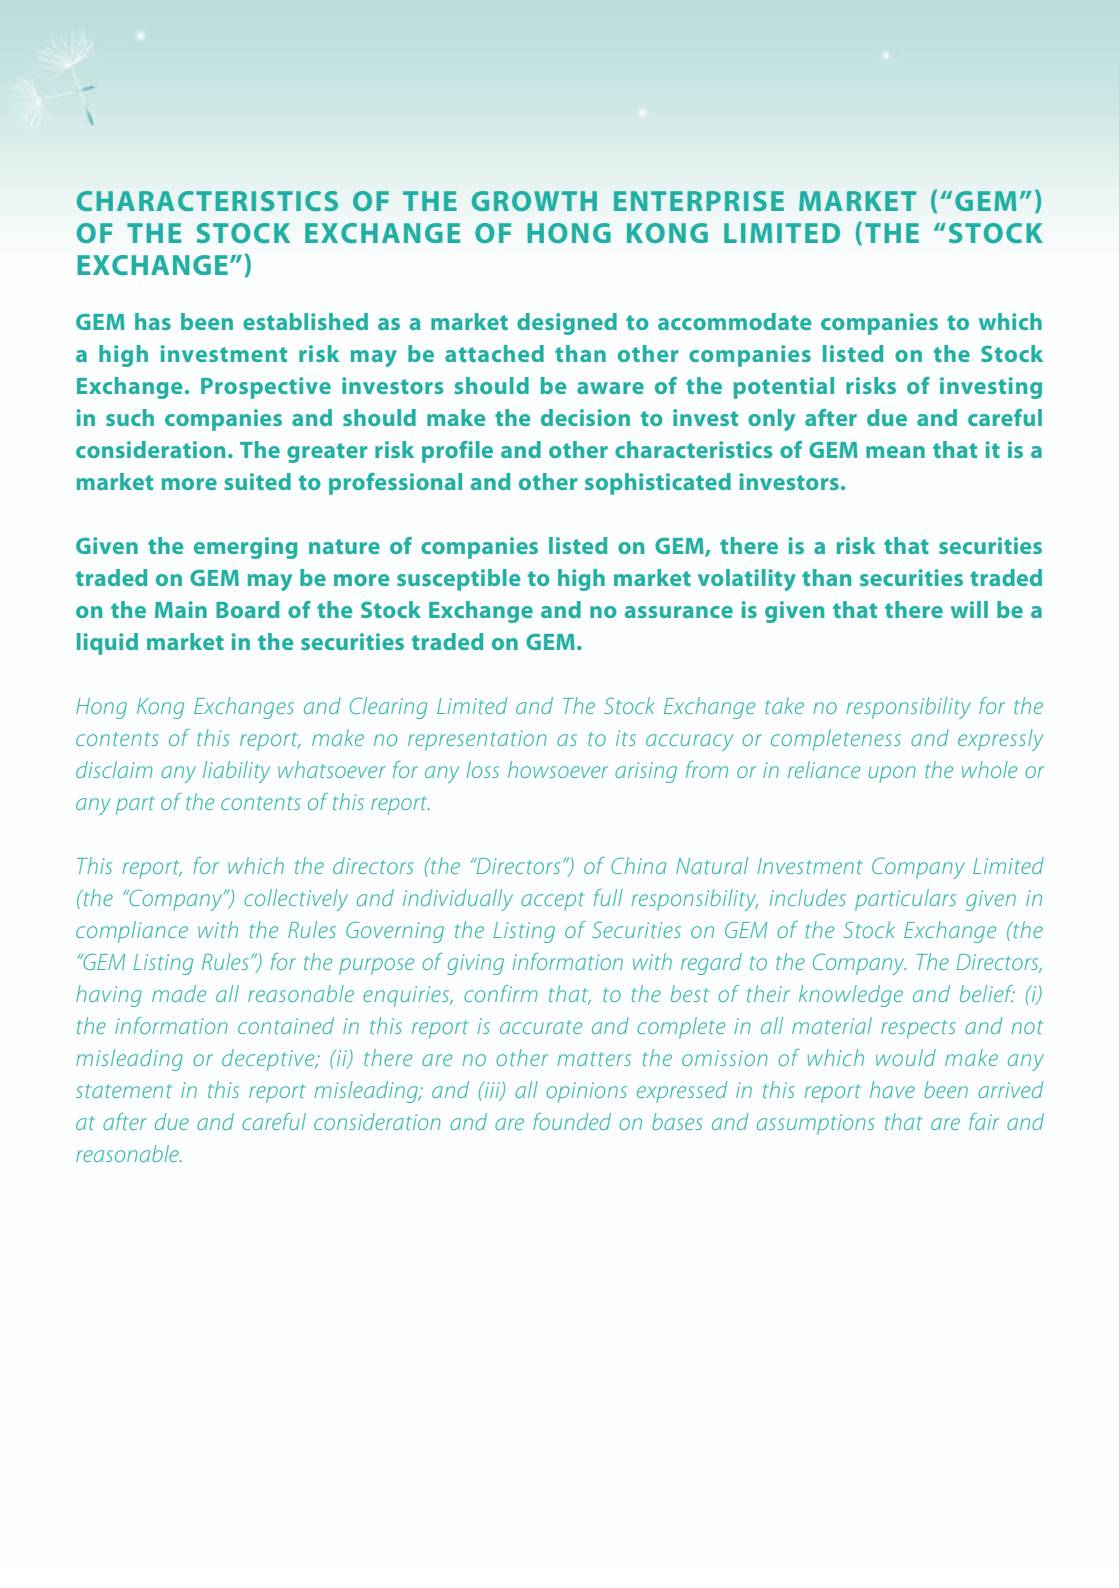 CHARACTERISTICS OF THE GROWTH ENTERPRISE MARKET (“GEM”)
OF THE STOCK EXCHANGE OF HONG KONG LIMITED (THE “STOCK
EXCHANGE”)
GEM has been established as a market designed to accommodate companies to which
a high investment risk may be attached than other companies listed on the Stock
Exchange. Prospective investors should be aware of the potential risks of investing
in such companies and should make the decision to invest only after due and careful
consideration. The greater risk profile and other characteristics of GEM mean that it is a
market more suited to professional and other sophisticated investors.
Given the emerging nature of companies listed on GEM, there is a risk that securities
traded on GEM may be more susceptible to high market volatility than securities traded
on the Main Board of the Stock Exchange and no assurance is given that there will be a
liquid market in the securities traded on GEM.
Hong Kong Exchanges and Clearing Limited and The Stock Exchange take no responsibility for the
contents of this report, make no representation as to its accuracy or completeness and expressly
disclaim any liability whatsoever for any loss howsoever arising from or in reliance upon the whole or
any part of the contents of this report.
This report, for which the directors (the “Directors”) of China Natural Investment Company Limited
(the “Company”) collectively and individually accept full responsibility, includes particulars given in
compliance with the Rules Governing the Listing of Securities on GEM of the Stock Exchange (the
“GEM Listing Rules”) for the purpose of giving information with regard to the Company. The Directors,
having made all reasonable enquiries, confirm that, to the best of their knowledge and belief: (i)
the information contained in this report is accurate and complete in all material respects and not
misleading or deceptive; (ii) there are no other matters the omission of which would make any
statement in this report misleading; and (iii) all opinions expressed in this report have been arrived
at after due and careful consideration and are founded on bases and assumptions that are fair and
reasonable.